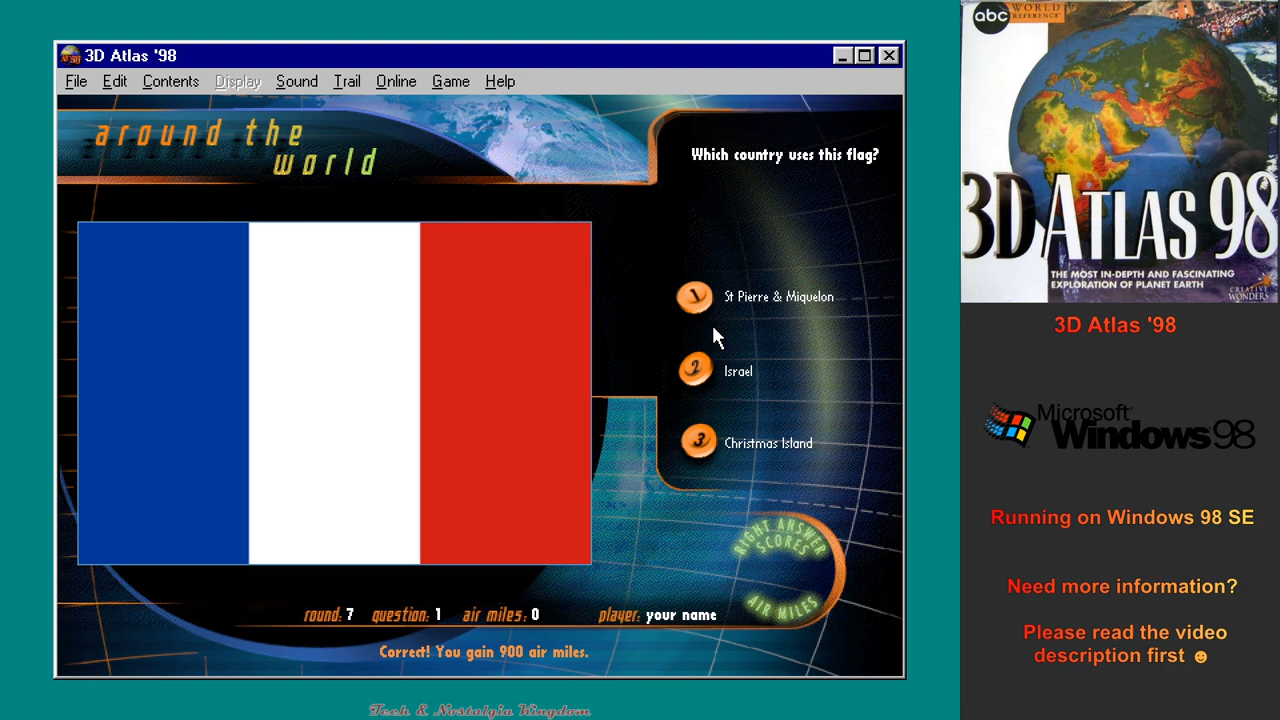 3D Atlas '98
File Edit Contents Display Sound Trail Online Game Help
around the
world
Which country uses this flag?
1 St Pierre & Miquelon
2 Israel
3 Christmas Island
RIGHT ANSWER
SCORES
AIR MILES
round: 7 question: 1 air miles: 0 player: your name
Correct! You gain 900 air miles.
Tech & Nostalgia Kingdom
abc WORLD
REFERENCE
3D ATLAS 98
THE MOST IN-DEPTH AND FASCINATING
EXPLORATION OF PLANET EARTH
CREATIVE
WONDERS
3D Atlas '98
Microsoft
Windows 98
Running on Windows 98 SE
Need more information?
Please read the video
description first ☻